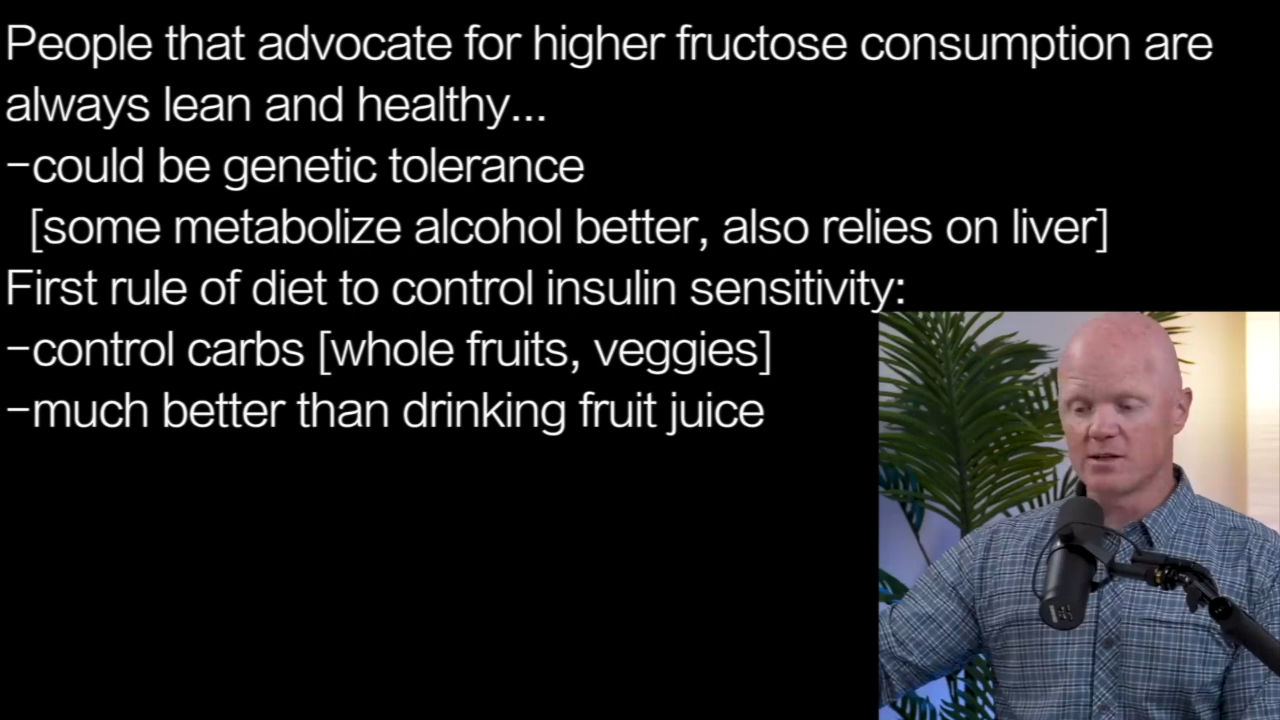 People that advocate for higher fructose consumption are
always lean and healthy...
-could be genetic tolerance
[some metabolize alcohol better, also relies on liver]
First rule of diet to control insulin sensitivity:
-control carbs [whole fruits, veggies]
-much better than drinking fruit juice